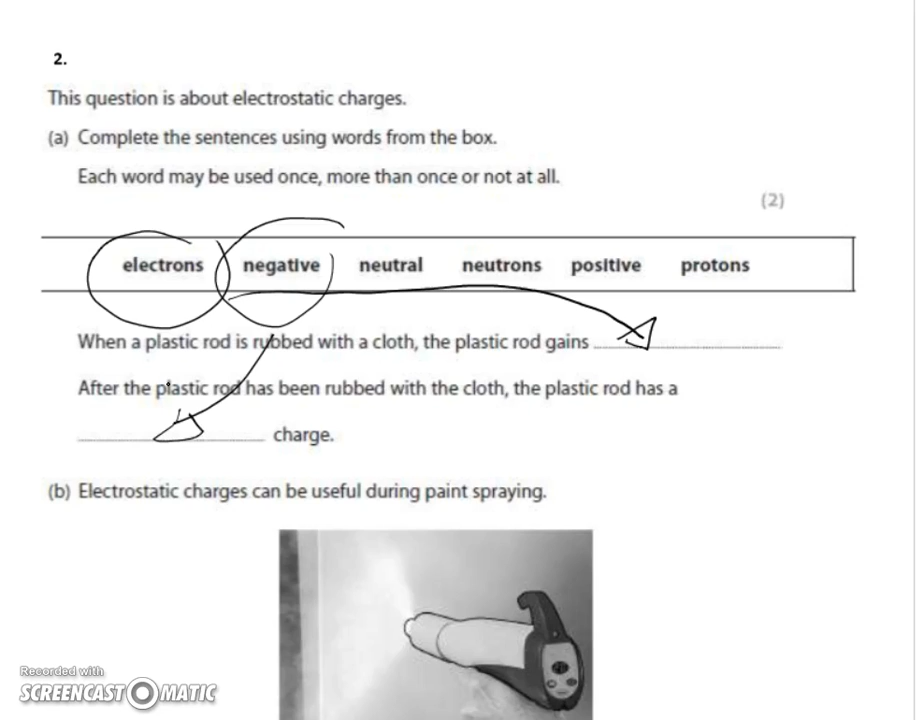 2.
This question is about electrostatic charges.
(a) Complete the sentences using words from the box.
Each word may be used once, more than once or not at all.
(2)
electrons negative neutral neutrons positive protons
When a plastic rod is rubbed with a cloth, the plastic rod gains
After the plastic rod has been rubbed with the cloth, the plastic rod has a
charge.
(b) Electrostatic charges can be useful during paint spraying.
Recorded with
SCREENCAST-O-MATIC